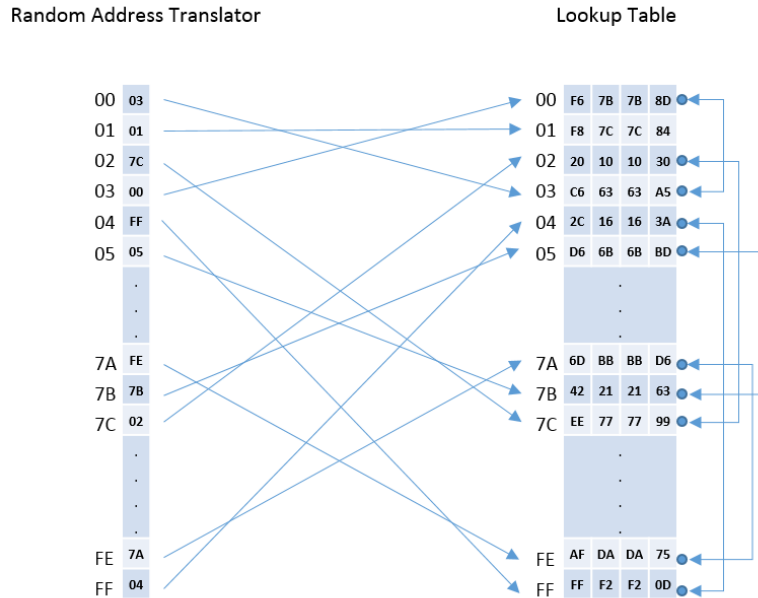 Random Address Translator Lookup Table
00 03 00 F6 7B 7B 8D
01 01 01 F8 7C 7C 84
02 7C 02 20 10 10 30
03 00 03 C6 63 63 A5
04 FF 04 2C 16 16 3A
05 05 05 D6 6B 6B BD
. .
. .
. .
7A FE 7A 6D BB BB D6
7B 7B 7B 42 21 21 63
7C 02 7C EE 77 77 99
. .
. .
. .
. .
FE 7A FE AF DA DA 75
FF 04 FF FF F2 F2 0D